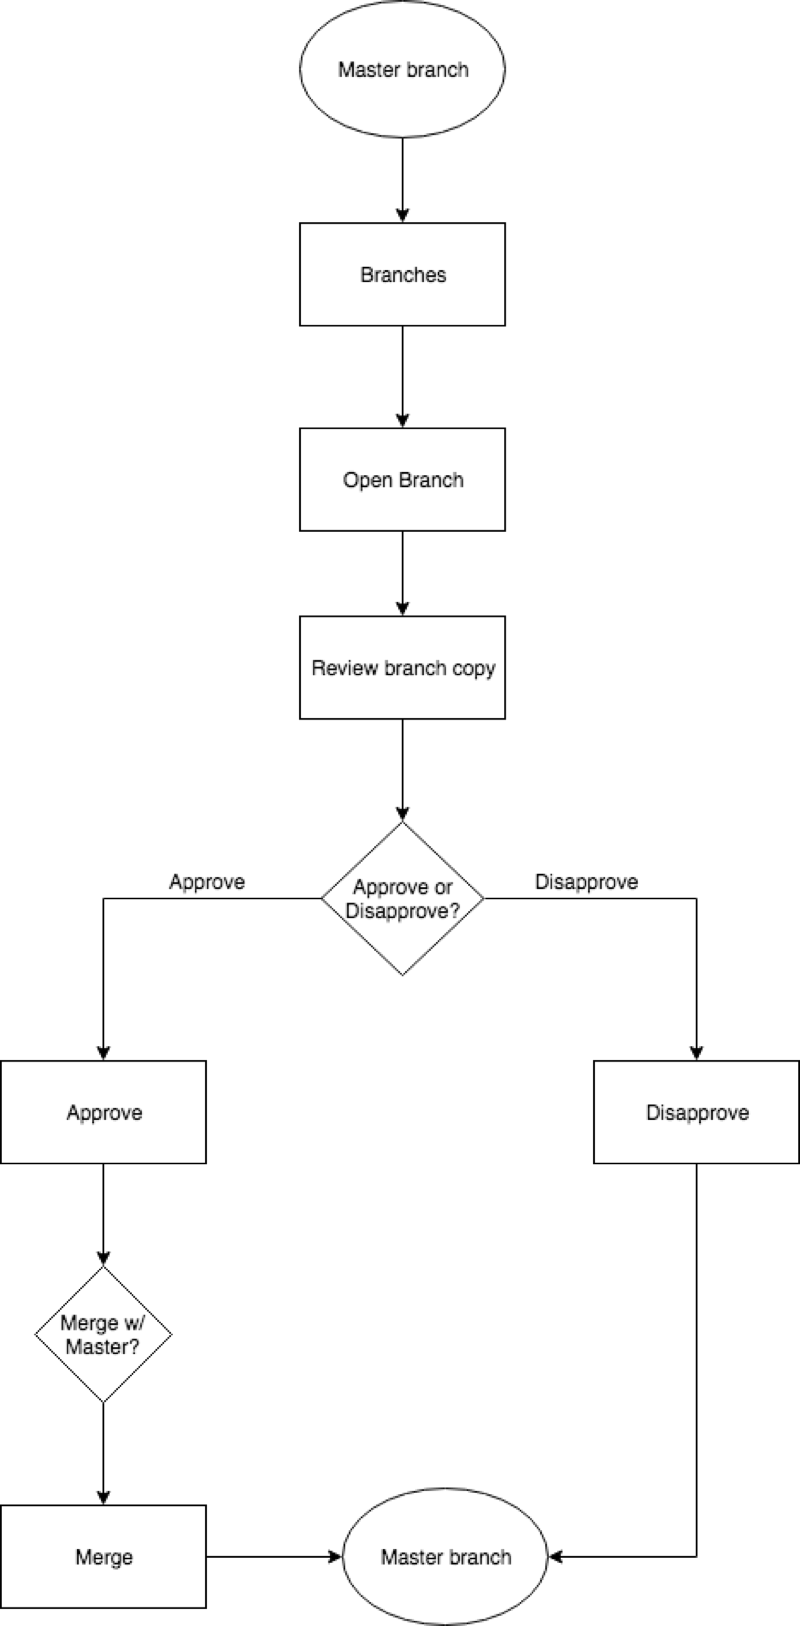 Master branch
Branches
Open Branch
Review branch copy
Approve or
Disapprove?
Approve
Disapprove
Approve
Disapprove
Merge w/
Master?
Merge
Master branch